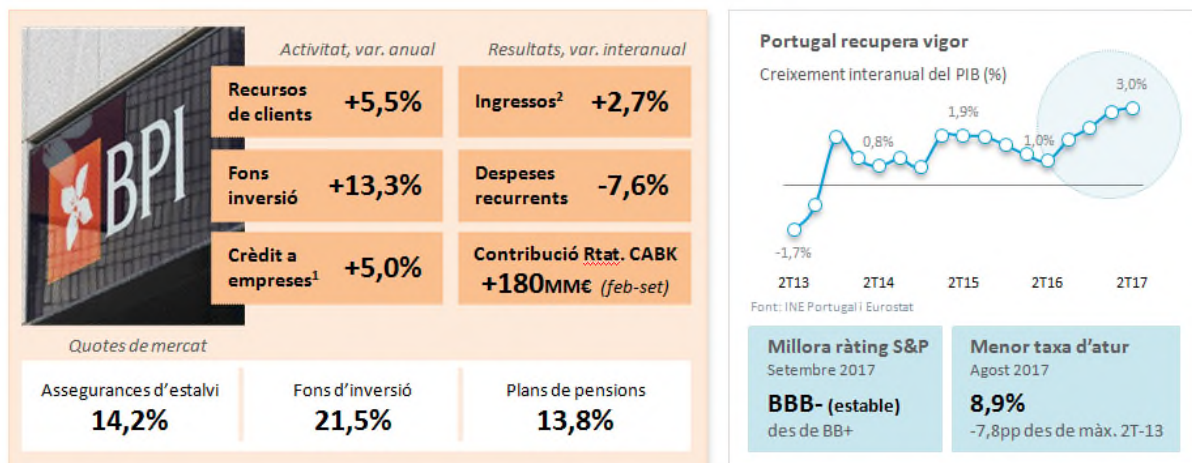 BPI
Activitat, var. anual
Recursos
de clients
+5,5%
Fons
inversió
+13,3%
Crèdit a
empreses¹
+5,0%
Resultats, var. interanual
Ingressos²
+2,7%
Despeses
recurrents
-7,6%
Contribució Rtat. CABK
+180MM€ (feb-set)
Quotes de mercat
Assegurances d'estalvi
14,2%
Fons d'inversió
21,5%
Plans de pensions
13,8%
Portugal recupera vigor
Creixement interanual del PIB (%)
-1,7%
0,8%
1,9%
1,0%
3,0%
2T13
2T14
2T15
2T16
2T17
Font: INE Portugal i Eurostat
Millora ràting S&P
Setembre 2017
BBB- (estable)
des de BB+
Menor taxa d'atur
Agost 2017
8,9%
-7,8pp des de màx. 2T-13